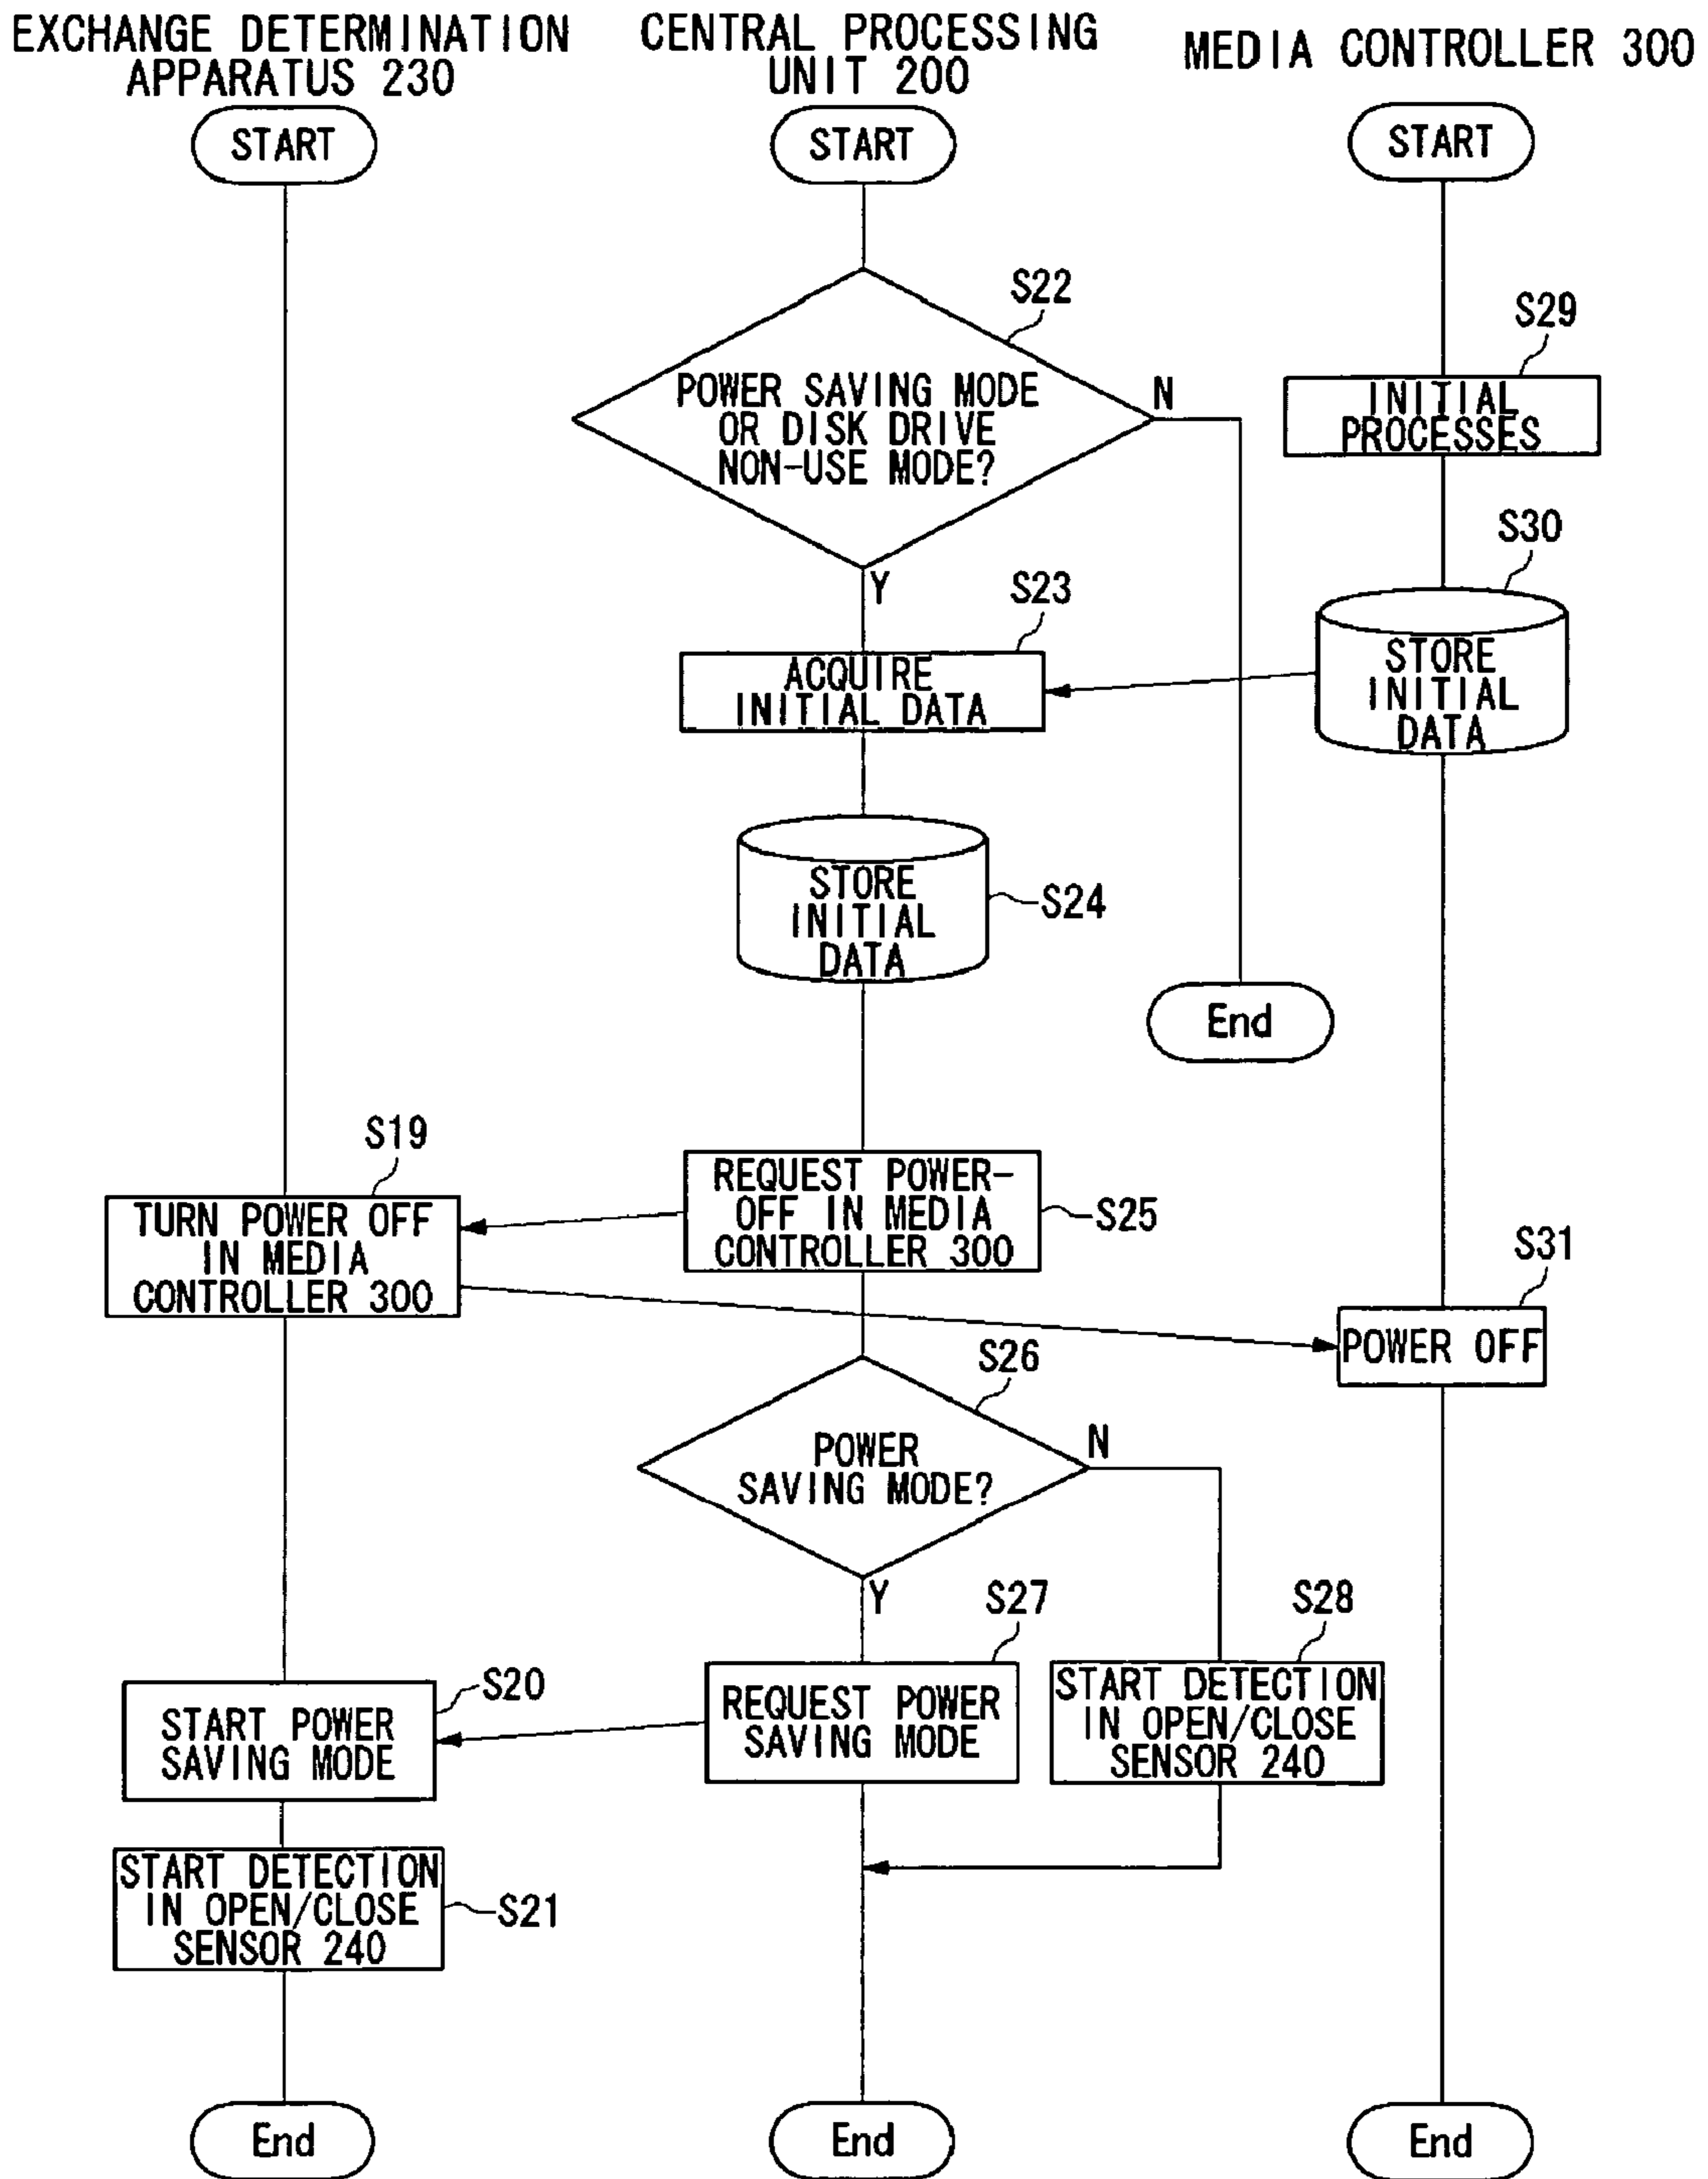 EXCHANGE DETERMINATION
APPARATUS 230
CENTRAL PROCESSING
UNIT 200
MEDIA CONTROLLER 300
START
START
START
S22
POWER SAVING MODE
OR DISK DRIVE
NON-USE MODE?
N
Y
S29
INITIAL
PROCESSES
S30
STORE
INITIAL
DATA
S23
ACQUIRE
INITIAL DATA
STORE
INITIAL
DATA
S24
End
S19
TURN POWER OFF
IN MEDIA
CONTROLLER 300
REQUEST POWER-
OFF IN MEDIA
CONTROLLER 300
S25
S31
POWER OFF
S26
POWER
SAVING MODE?
N
Y
S27
REQUEST POWER
SAVING MODE
S28
START DETECTION
IN OPEN/CLOSE
SENSOR 240
S20
START POWER
SAVING MODE
START DETECTION
IN OPEN/CLOSE
SENSOR 240
S21
End
End
End